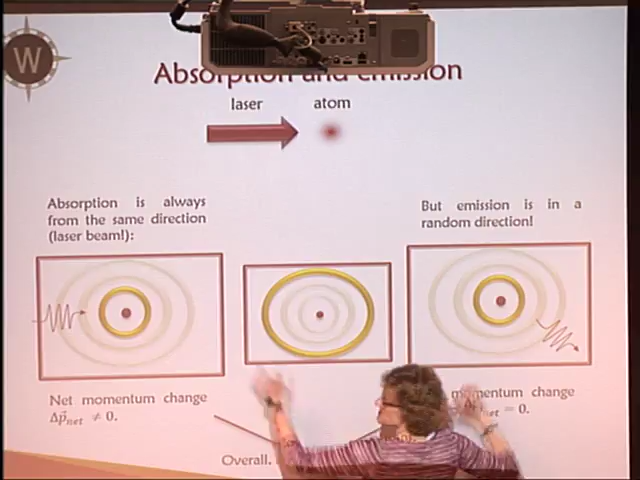 W
Absorption and emission
laser atom
Absorption is always
from the same direction
(laser beam!):
But emission is in a
random direction!
Net momentum change
Δp⃗net ≠ 0.
momentum change
= 0.
Overall,